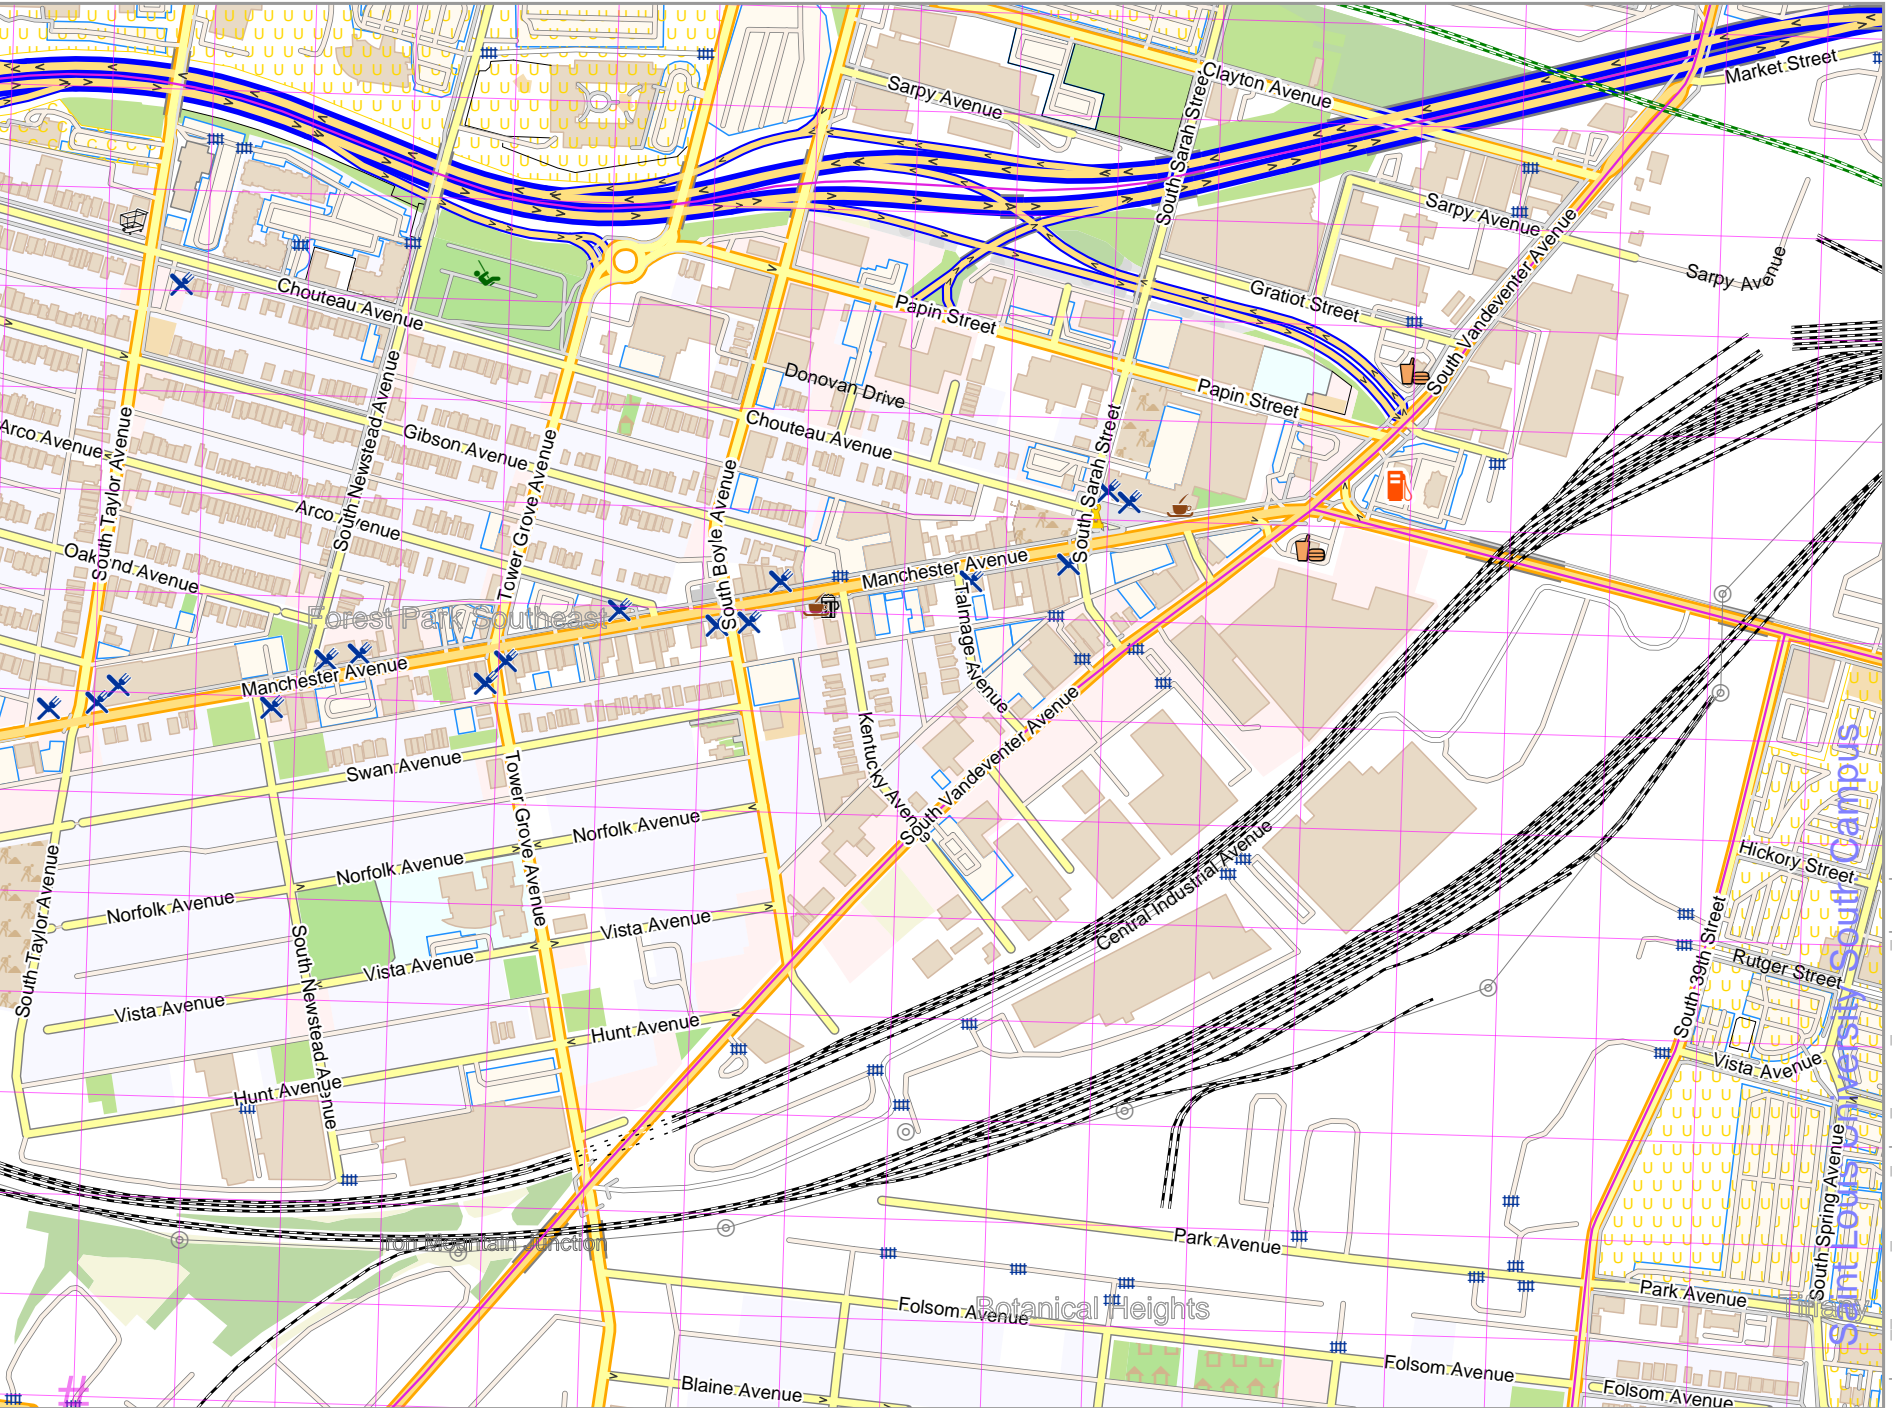 Market Street
Clayton Avenue
Sarpy Avenue
South Sarah Street
Sarpy Avenue
Sarpy Avenue
Chouteau Avenue
Papin Street
Gratiot Street
South Vandeventer Avenue
Donovan Drive
Papin Street
Chouteau Avenue
Arco Avenue
South Taylor Avenue
South Newstead Avenue
Gibson Avenue
Tower Grove Avenue
South Boyle Avenue
South Sarah Street
Arco Avenue
Oakland Avenue
Manchester Avenue
Forest Park Southeast
Manchester Avenue
Talmage Avenue
Kentucky Avenue
South Vandeventer Avenue
Swan Avenue
Tower Grove Avenue
Norfolk Avenue
Norfolk Avenue
Norfolk Avenue
South Taylor Avenue
South Newstead Avenue
Vista Avenue
Vista Avenue
Vista Avenue
Central Industrial Avenue
Hickory Street
South 39th Street
Rutger Street
Saint Louis University South Campus
Hunt Avenue
Hunt Avenue
Vista Avenue
South Spring Avenue
Iron Mountain Junction
Park Avenue
Park Avenue
Tiffany
Folsom Avenue
Botanical Heights
Folsom Avenue
Folsom Avenue
Blaine Avenue